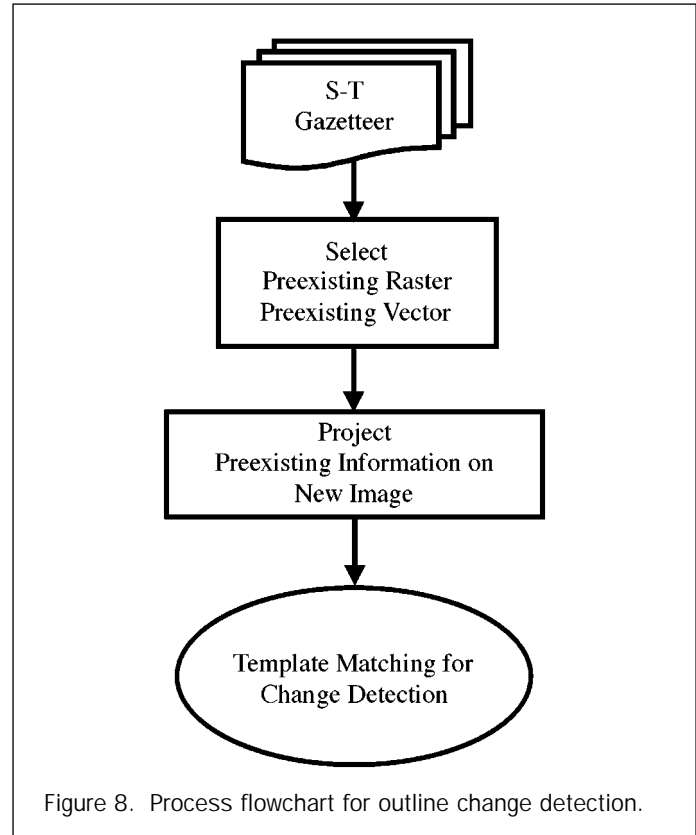 S-T
Gazetteer
Select
Preexisting Raster
Preexisting Vector
Project
Preexisting Information on
New Image
Template Matching for
Change Detection
Figure 8. Process flowchart for outline change detection.